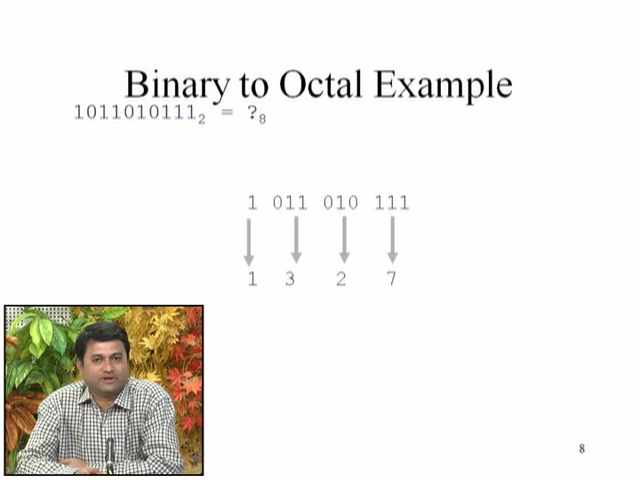 Binary to Octal Example
1011010111₂ = ?₈
1 011 010 111
1 3 2 7
8